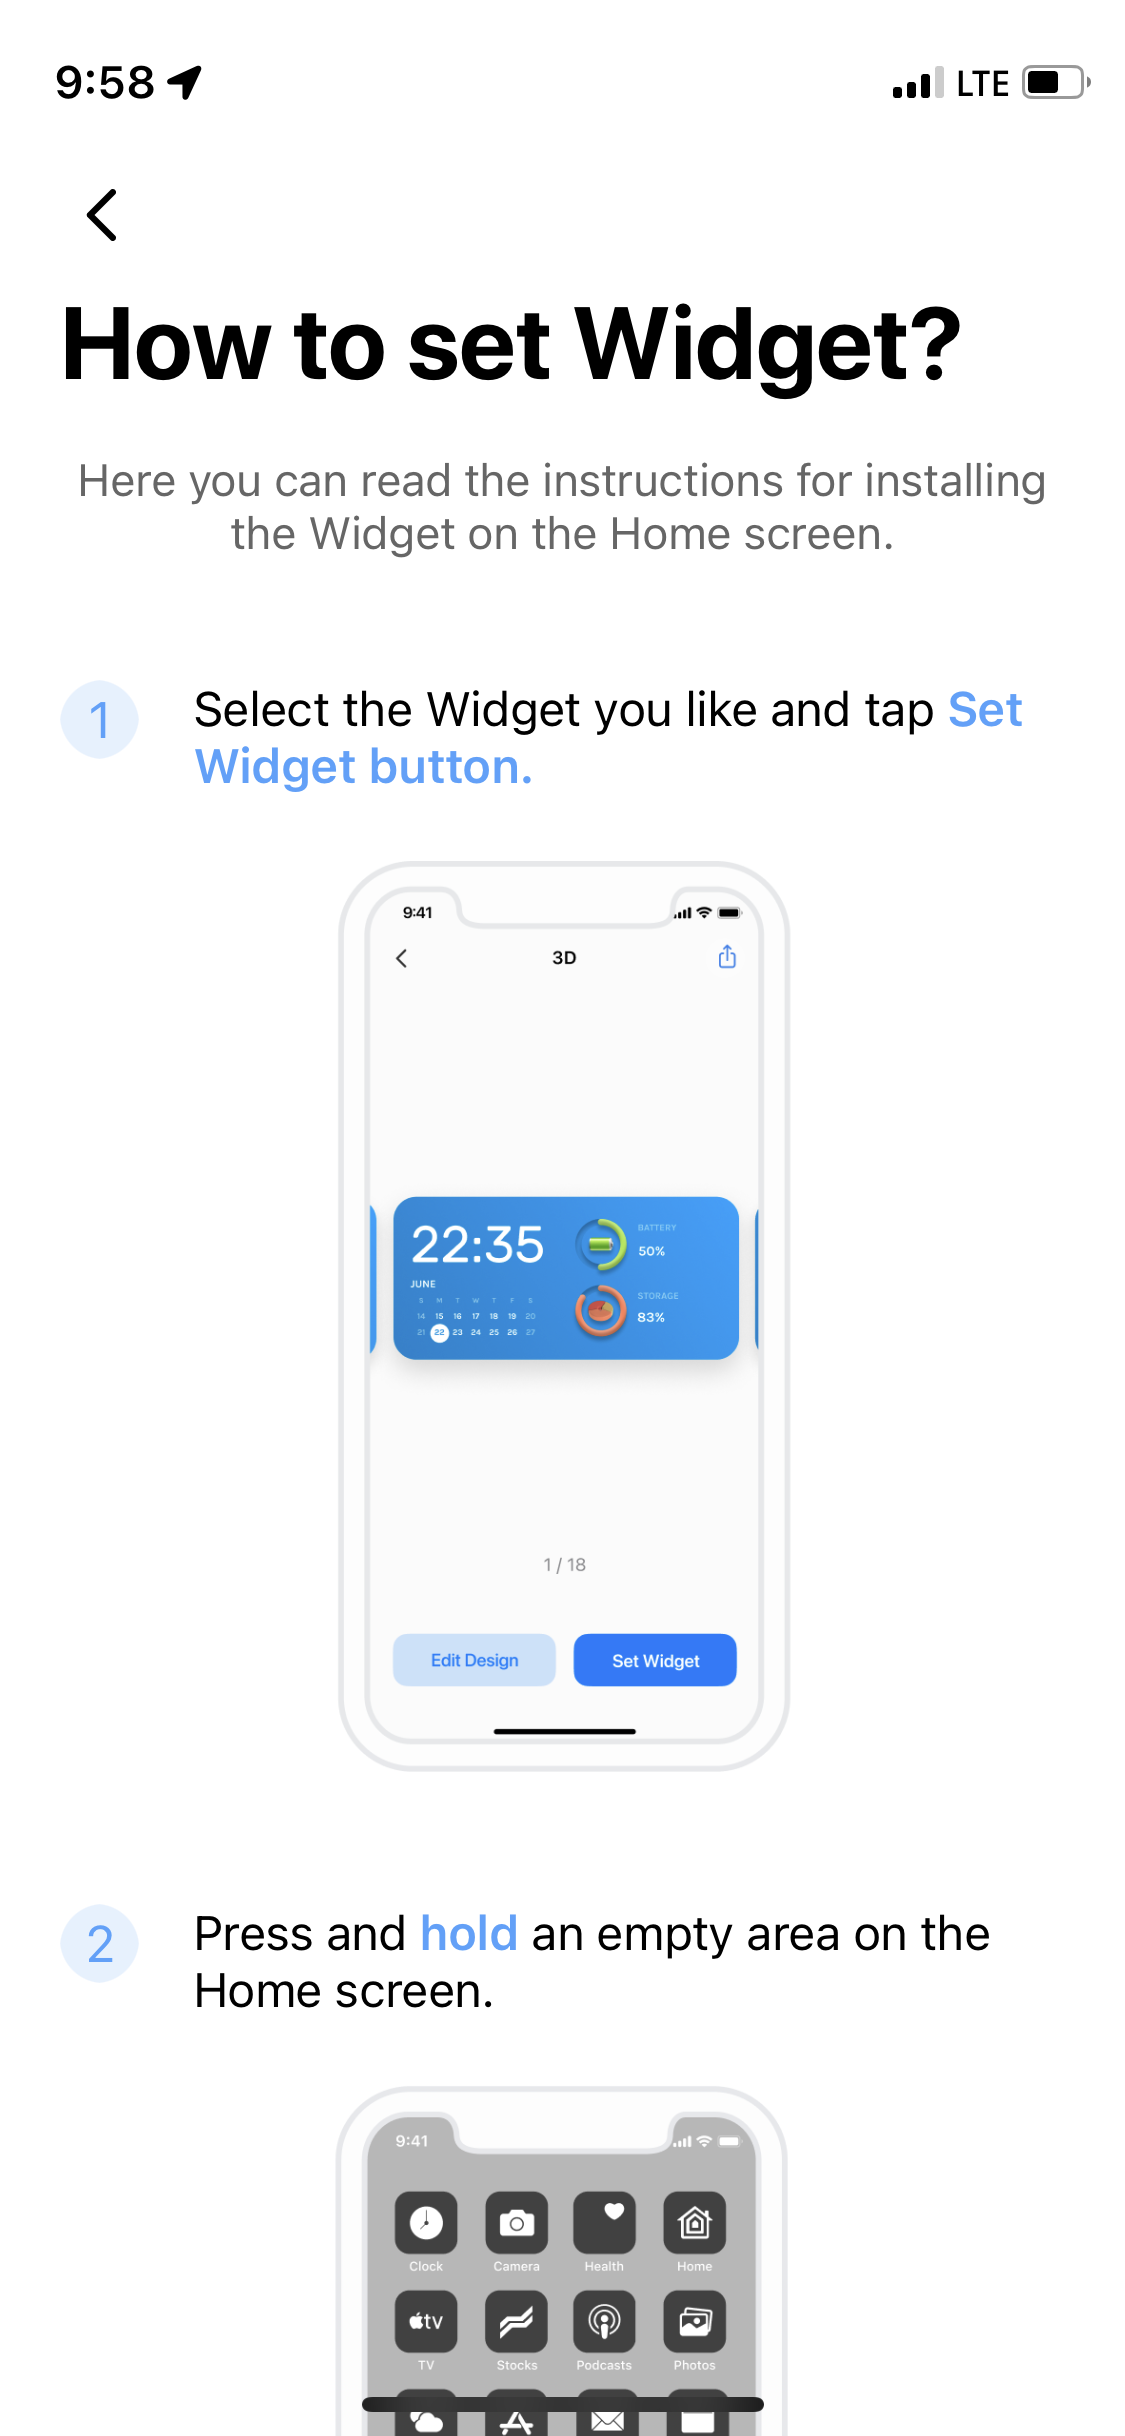 9:58
LTE
How to set Widget?
Here you can read the instructions for installing
the Widget on the Home screen.
1
Select the Widget you like and tap Set
Widget button.
9:41
3D
22:35
BATTERY
50%
JUNE
S M T W T F S
STORAGE
14 15 16 17 18 19 20
83%
21 22 23 24 25 26 27
1 / 18
Edit Design
Set Widget
2
Press and hold an empty area on the
Home screen.
9:41
Clock Camera Health Home
tv
TV Stocks Podcasts Photos